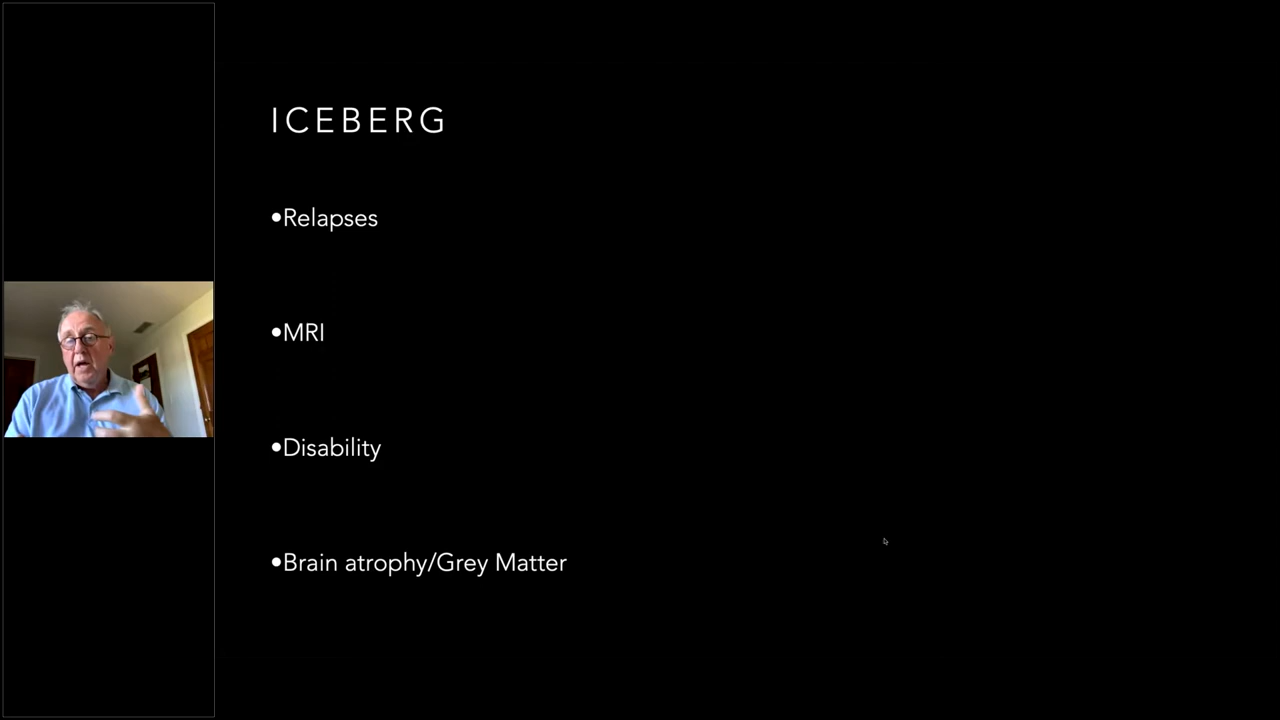 ICEBERG
•Relapses
•MRI
•Disability
•Brain atrophy/Grey Matter